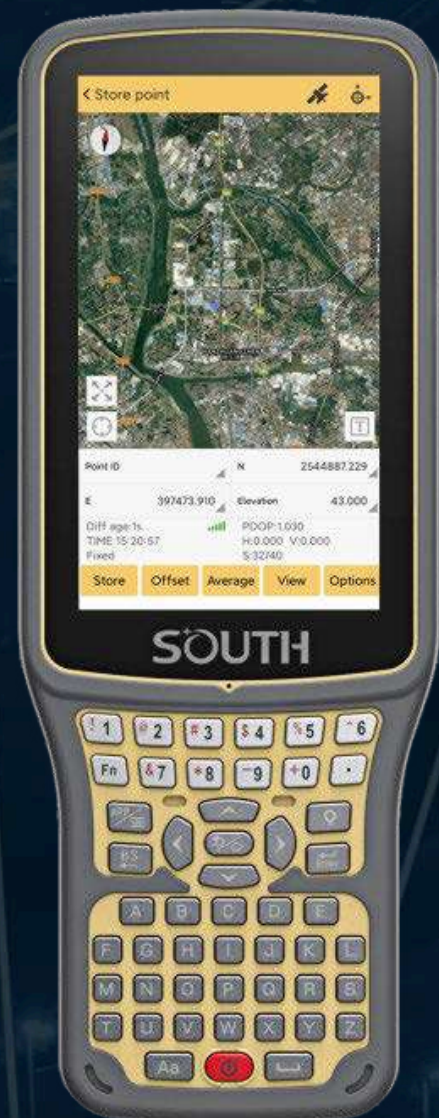 < Store point
T
Point ID N 2544887.229
E 397473.910 Elevation 43.000
Diff age:1s PDOP:1.030
TIME:15:20:57 H:0.000 V:0.000
Fixed S:32/40
Store Offset Average View Options
SOUTH
! 1 @ 2 # 3 $ 4 % 5 ^ 6
Fn & 7 * 8 - 9 + 0 .
APP
BS
A B C D E
F G H I J K L
M N O P Q R S
T U V W X Y Z
Aa